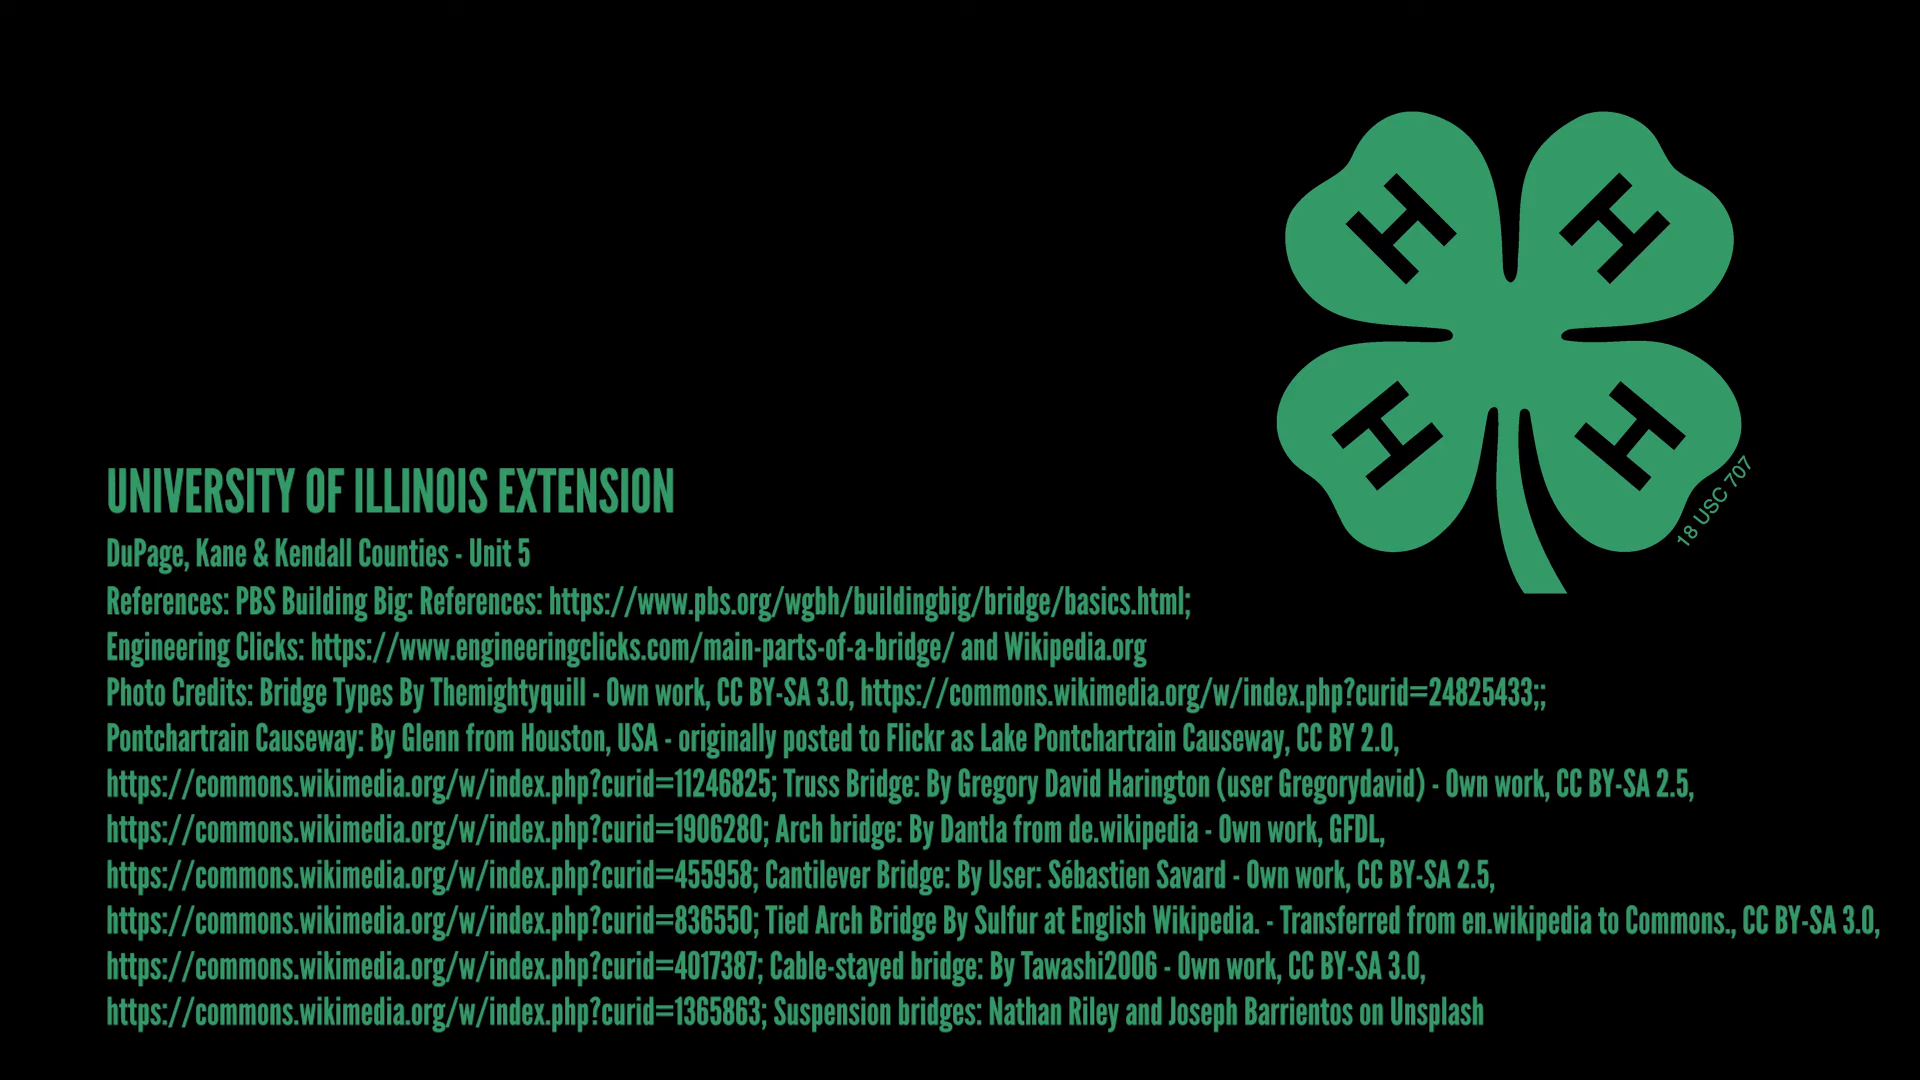 H H
H H
18 USC 707
UNIVERSITY OF ILLINOIS EXTENSION
DuPage, Kane & Kendall Counties - Unit 5
References: PBS Building Big: References: https://www.pbs.org/wgbh/buildingbig/bridge/basics.html;
Engineering Clicks: https://www.engineeringclicks.com/main-parts-of-a-bridge/ and Wikipedia.org
Photo Credits: Bridge Types By Themightyquill - Own work, CC BY-SA 3.0, https://commons.wikimedia.org/w/index.php?curid=24825433;;
Pontchartrain Causeway: By Glenn from Houston, USA - originally posted to Flickr as Lake Pontchartrain Causeway, CC BY 2.0,
https://commons.wikimedia.org/w/index.php?curid=11246825; Truss Bridge: By Gregory David Harington (user Gregorydavid) - Own work, CC BY-SA 2.5,
https://commons.wikimedia.org/w/index.php?curid=1906280; Arch bridge: By Dantla from de.wikipedia - Own work, GFDL,
https://commons.wikimedia.org/w/index.php?curid=455958; Cantilever Bridge: By User: Sébastien Savard - Own work, CC BY-SA 2.5,
https://commons.wikimedia.org/w/index.php?curid=836550; Tied Arch Bridge By Sulfur at English Wikipedia. - Transferred from en.wikipedia to Commons., CC BY-SA 3.0,
https://commons.wikimedia.org/w/index.php?curid=4017387; Cable-stayed bridge: By Tawashi2006 - Own work, CC BY-SA 3.0,
https://commons.wikimedia.org/w/index.php?curid=1365863; Suspension bridges: Nathan Riley and Joseph Barrientos on Unsplash